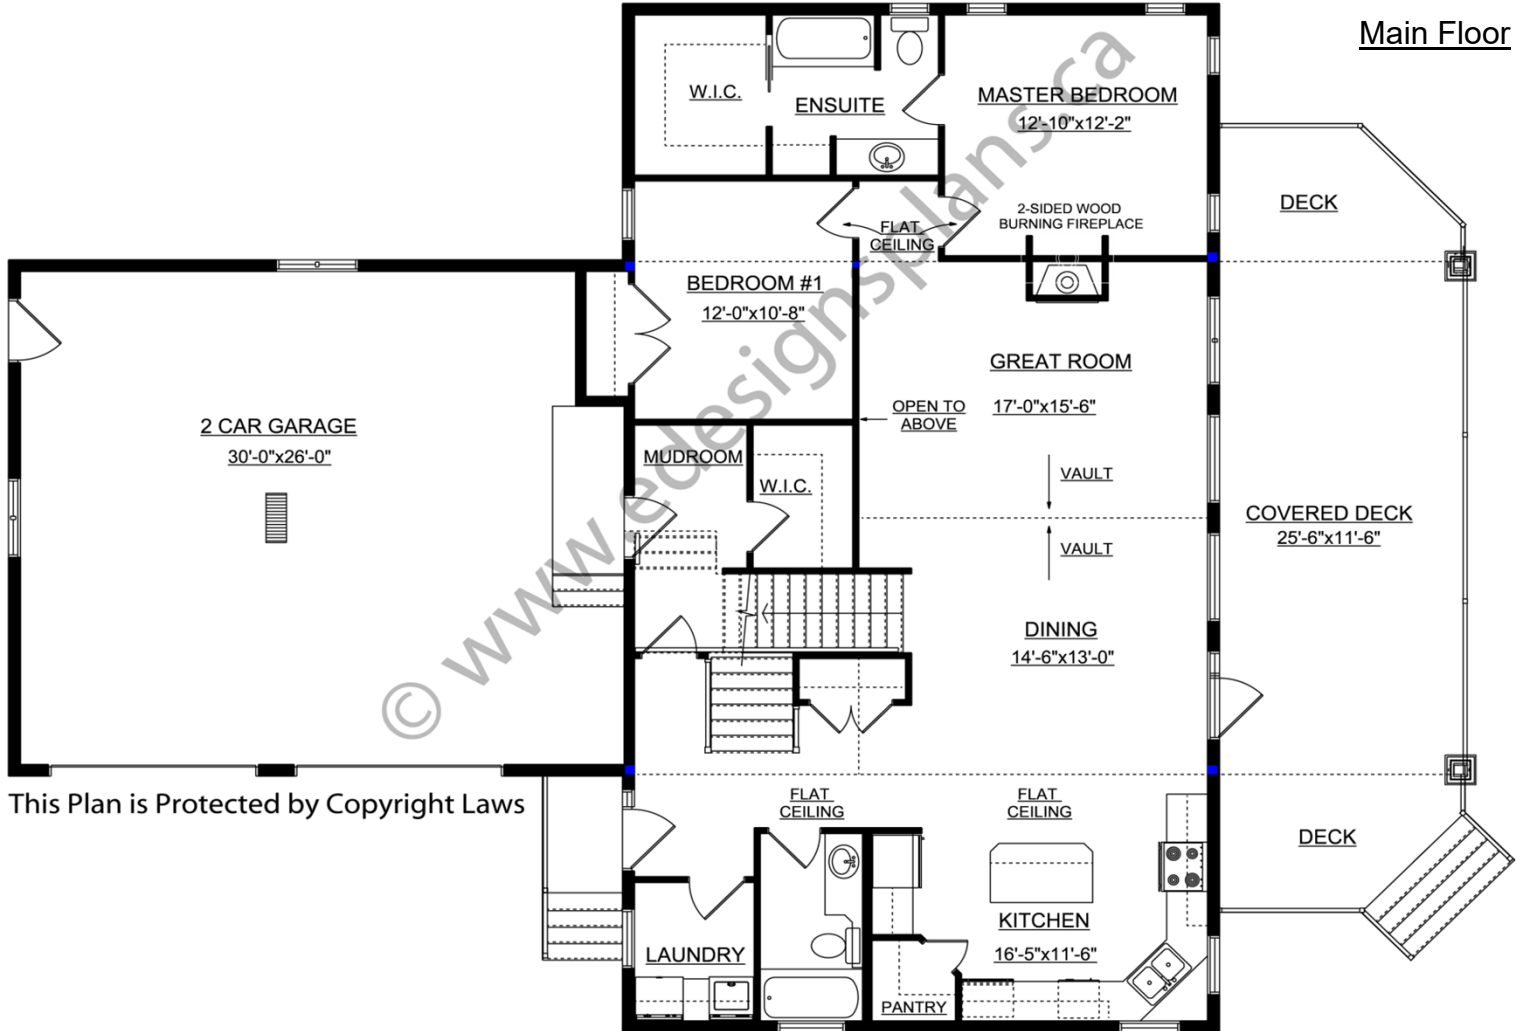 Main Floor
W.I.C.
ENSUITE
MASTER BEDROOM
12'-10"x12'-2"
DECK
2-SIDED WOOD
BURNING FIREPLACE
FLAT
CEILING
BEDROOM #1
12'-0"x10'-8"
GREAT ROOM
17'-0"x15'-6"
OPEN TO
ABOVE
2 CAR GARAGE
30'-0"x26'-0"
MUDROOM
W.I.C.
VAULT
VAULT
COVERED DECK
25'-6"x11'-6"
DINING
14'-6"x13'-0"
© www.edesignsplans.ca
This Plan is Protected by Copyright Laws
FLAT
CEILING
FLAT
CEILING
DECK
KITCHEN
16'-5"x11'-6"
LAUNDRY
PANTRY